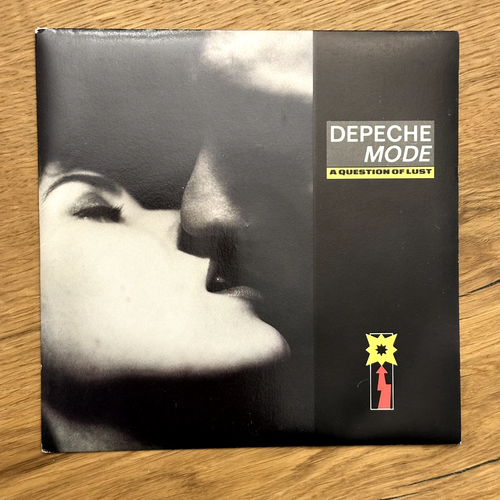 DEPECHE
MODE
A QUESTION OF LUST